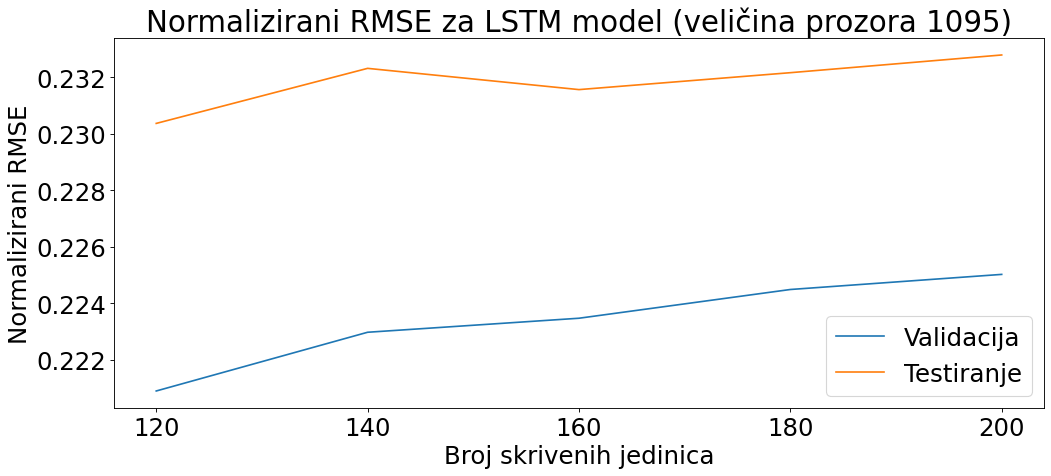 Normalizirani RMSE za LSTM model (veličina prozora 1095)
Normalizirani RMSE
0.232
0.230
0.228
0.226
0.224
0.222
Validacija
Testiranje
120 140 160 180 200
Broj skrivenih jedinica